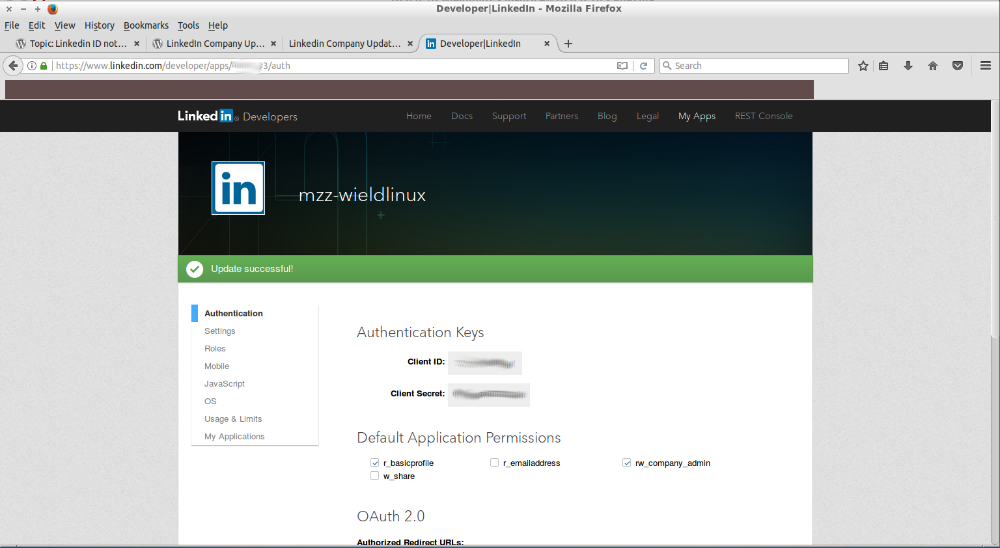 Developer|LinkedIn - Mozilla Firefox
File Edit View History Bookmarks Tools Help
Topic: Linkedin ID not... × LinkedIn Company Up... × Linkedin Company Updat... × Developer|LinkedIn × +
https://www.linkedin.com/developer/apps/ 3/auth Search
Linked in Developers Home Docs Support Partners Blog Legal My Apps REST Console
in mzz-wieldlinux
Update successful!
Authentication
Settings
Roles
Mobile
JavaScript
OS
Usage & Limits
My Applications
Authentication Keys
Client ID:
Client Secret:
Default Application Permissions
r_basicprofile r_emailaddress rw_company_admin
w_share
OAuth 2.0
Authorized Redirect URLs: